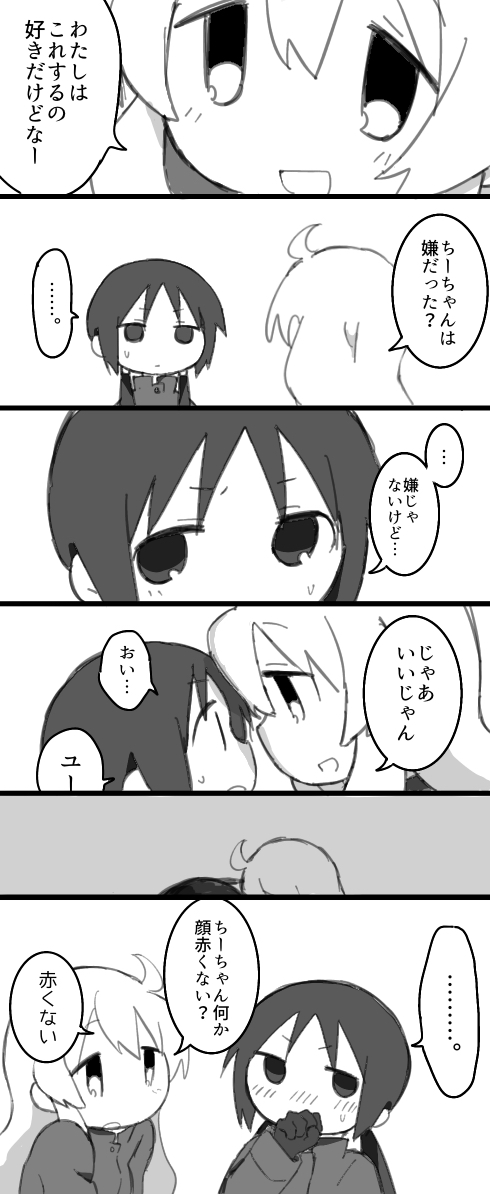 わたしは
これするの
好きだけどなー
ちーちゃんは
嫌だった？
……。
…
嫌じゃ
ないけど…
じゃあ
いいじゃん
おい…
ユー
………。
ちーちゃん何か
顔赤くない？
赤くない